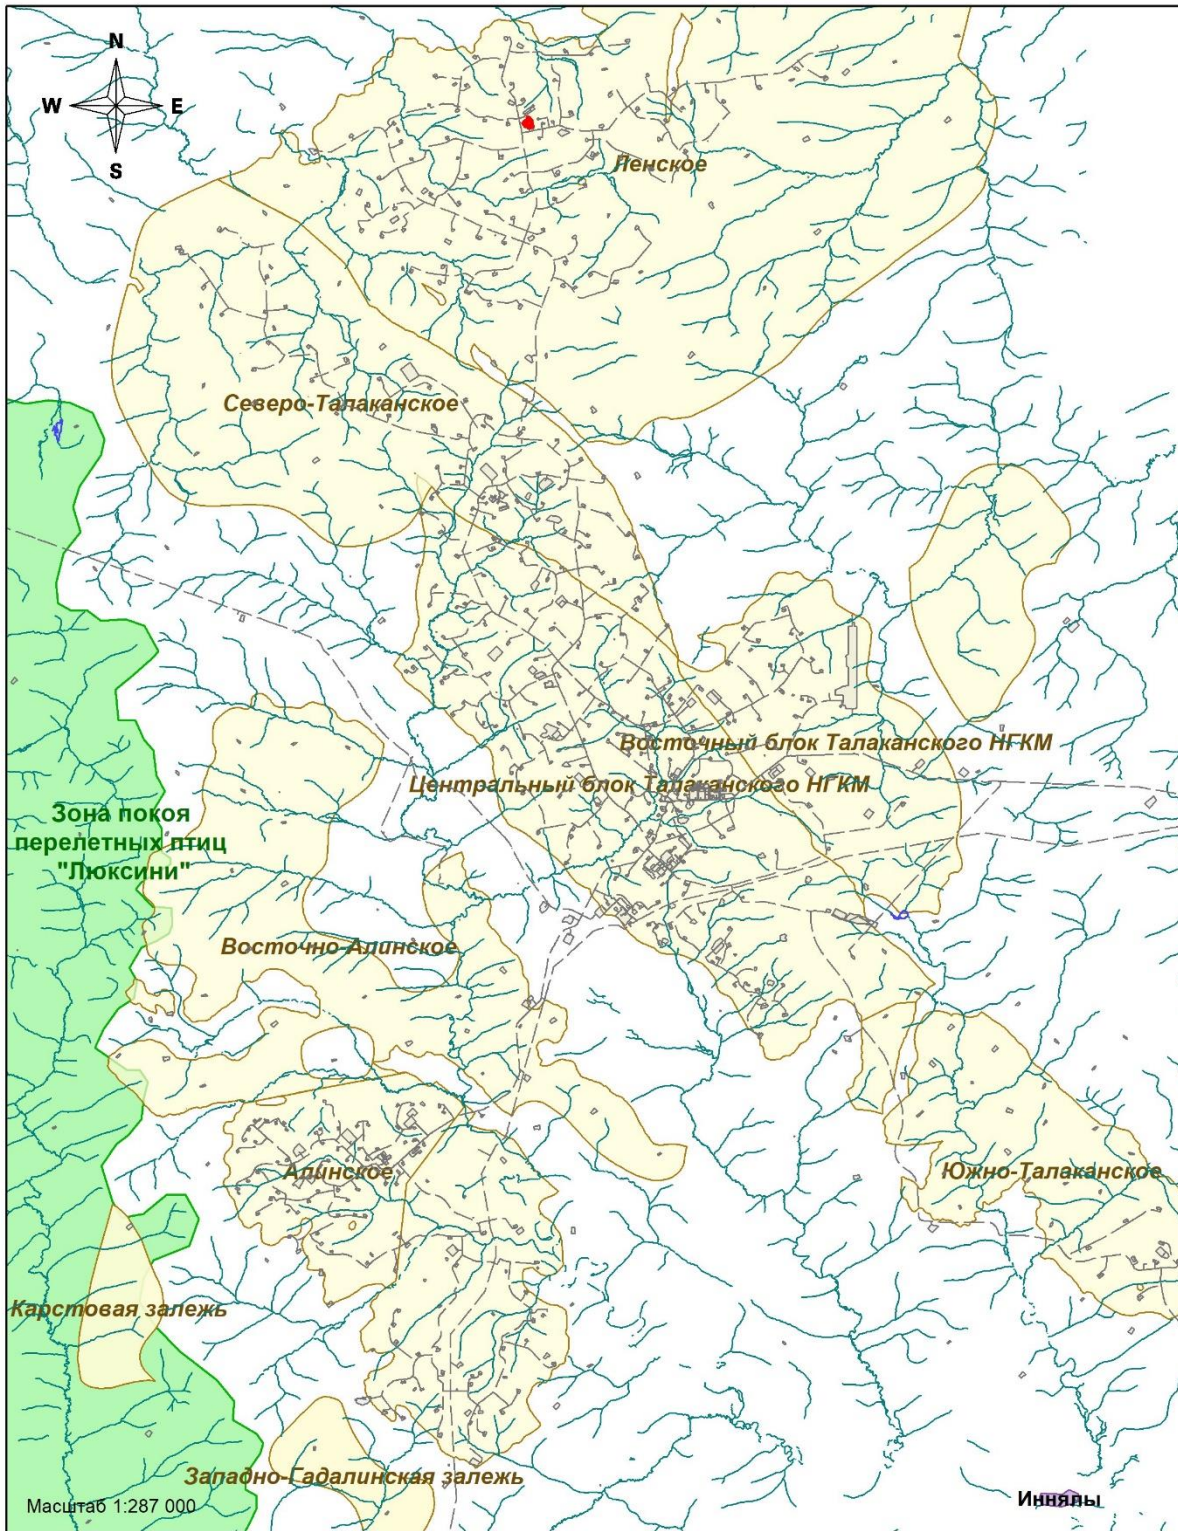 N
W E
S
Ленское
Северо-Талаканское
Восточный блок Талаканского НГКМ
Центральный блок Талаканского НГКМ
Зона покоя
перелетных птиц
"Люксини"
Восточно-Алинское
Алинское
Южно-Талаканское
Карстовая залежь
Западно-Гадалинская залежь
Масштаб 1:287 000
Иннялы